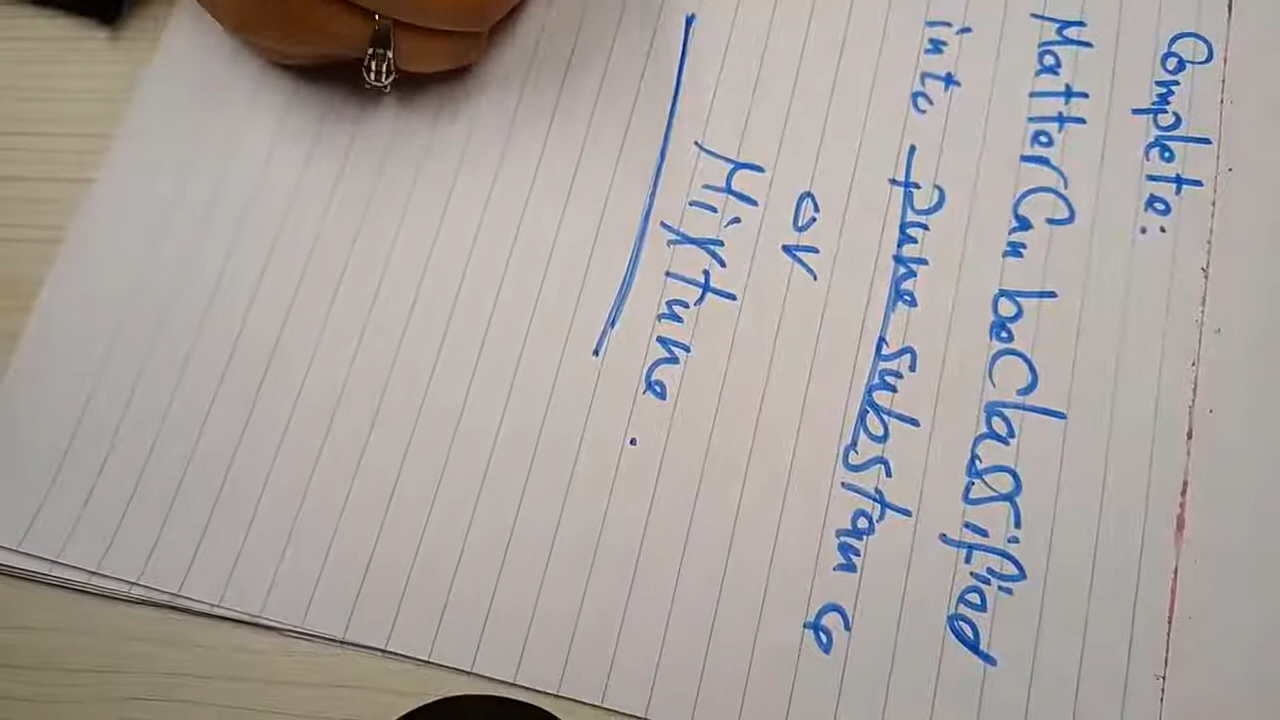 Complete:
Matter Can be Classified
into pure substance
or
Mixture.